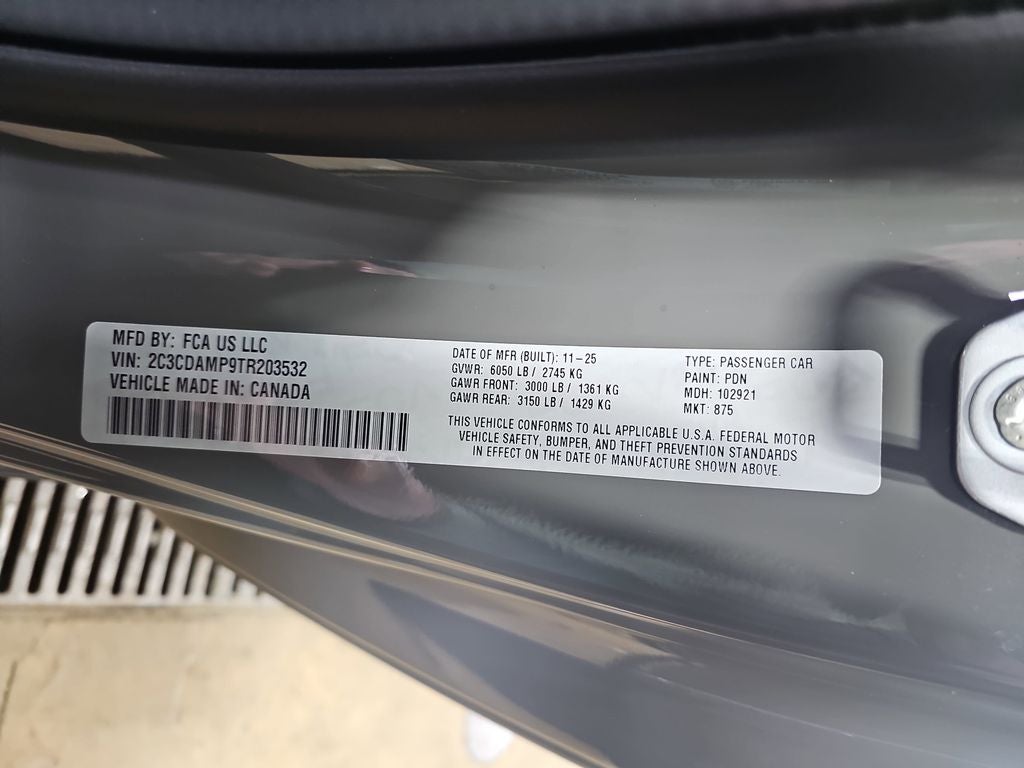 MFD BY: FCA US LLC
VIN: 2C3CDAMP9TR203532
VEHICLE MADE IN: CANADA
DATE OF MFR (BUILT): 11-25
GVWR: 6050 LB / 2745 KG
GAWR FRONT: 3000 LB / 1361 KG
GAWR REAR: 3150 LB / 1429 KG
TYPE: PASSENGER CAR
PAINT: PDN
MDH: 102921
MKT: 875
THIS VEHICLE CONFORMS TO ALL APPLICABLE U.S.A. FEDERAL MOTOR
VEHICLE SAFETY, BUMPER, AND THEFT PREVENTION STANDARDS
IN EFFECT ON THE DATE OF MANUFACTURE SHOWN ABOVE.